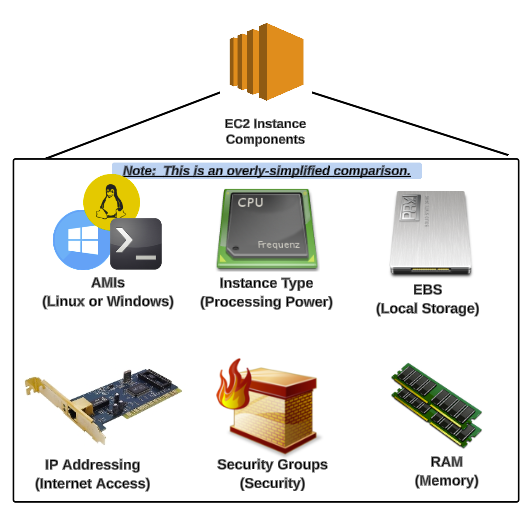 EC2 Instance
Components
Note:  This is an overly-simplified comparison.
CPU
Frequenz
AMIs
(Linux or Windows)
Instance Type
(Processing Power)
EBS
(Local Storage)
IP Addressing
(Internet Access)
Security Groups
(Security)
RAM
(Memory)